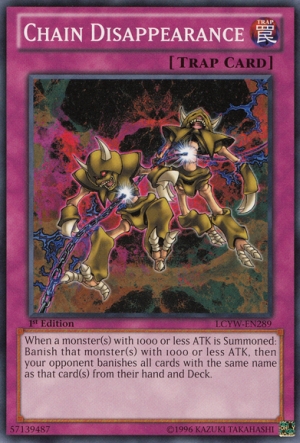 CHAIN DISAPPEARANCE
TRAP
罠
[TRAP CARD]
1st Edition
LCYW-EN289
When a monster(s) with 1000 or less ATK is Summoned:
Banish that monster(s) with 1000 or less ATK, then
your opponent banishes all cards with the same name
as that card(s) from their hand and Deck.
57139487
©1996 KAZUKI TAKAHASHI